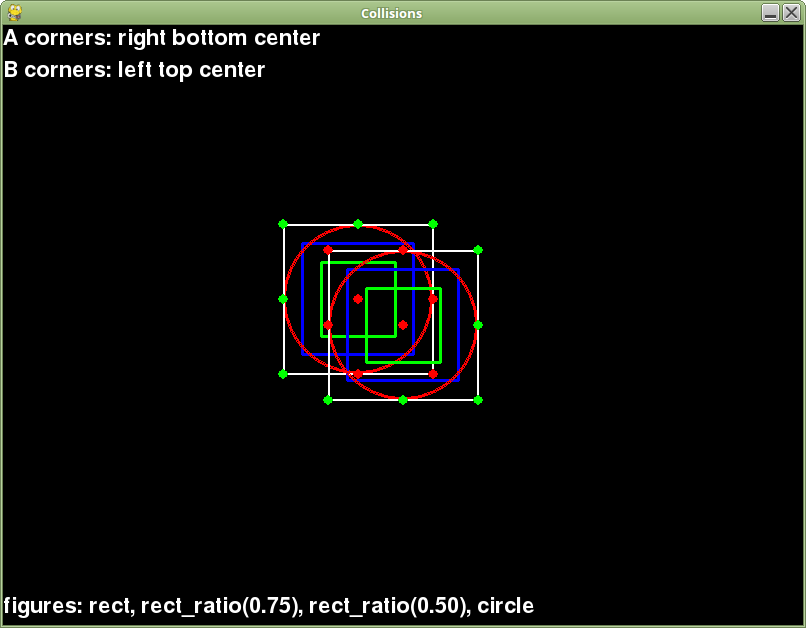 Collisions
A corners: right bottom center
B corners: left top center
figures: rect, rect_ratio(0.75), rect_ratio(0.50), circle